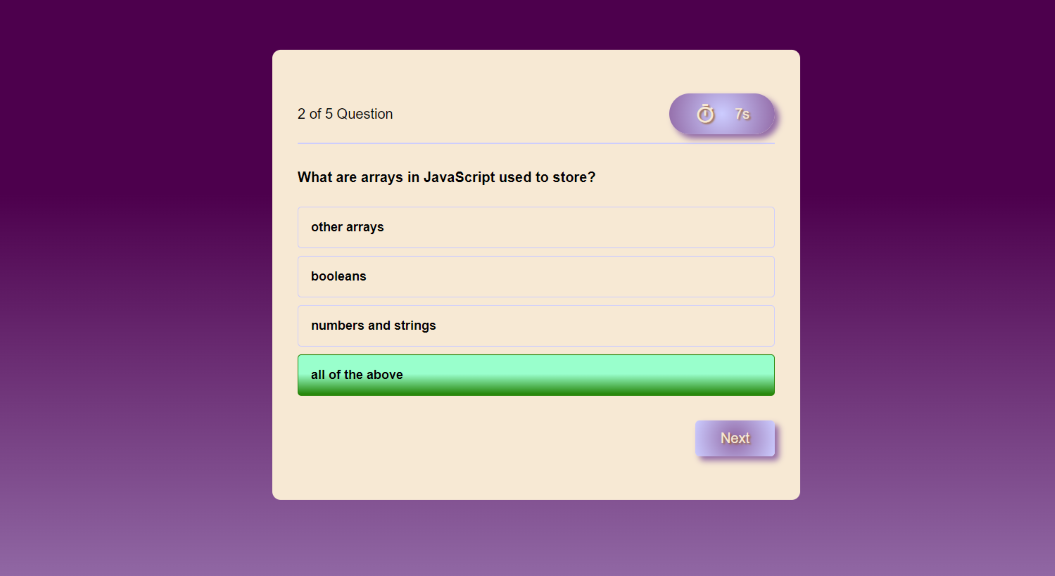 2 of 5 Question
7s
What are arrays in JavaScript used to store?
other arrays
booleans
numbers and strings
all of the above
Next